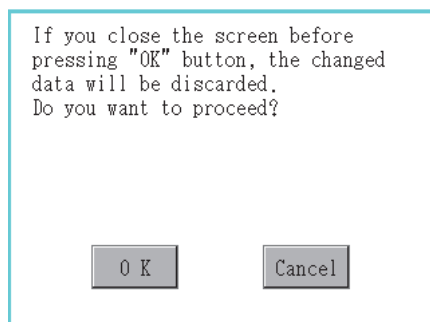 If you close the screen before
pressing "OK" button, the changed
data will be discarded.
Do you want to proceed?
O K
Cancel